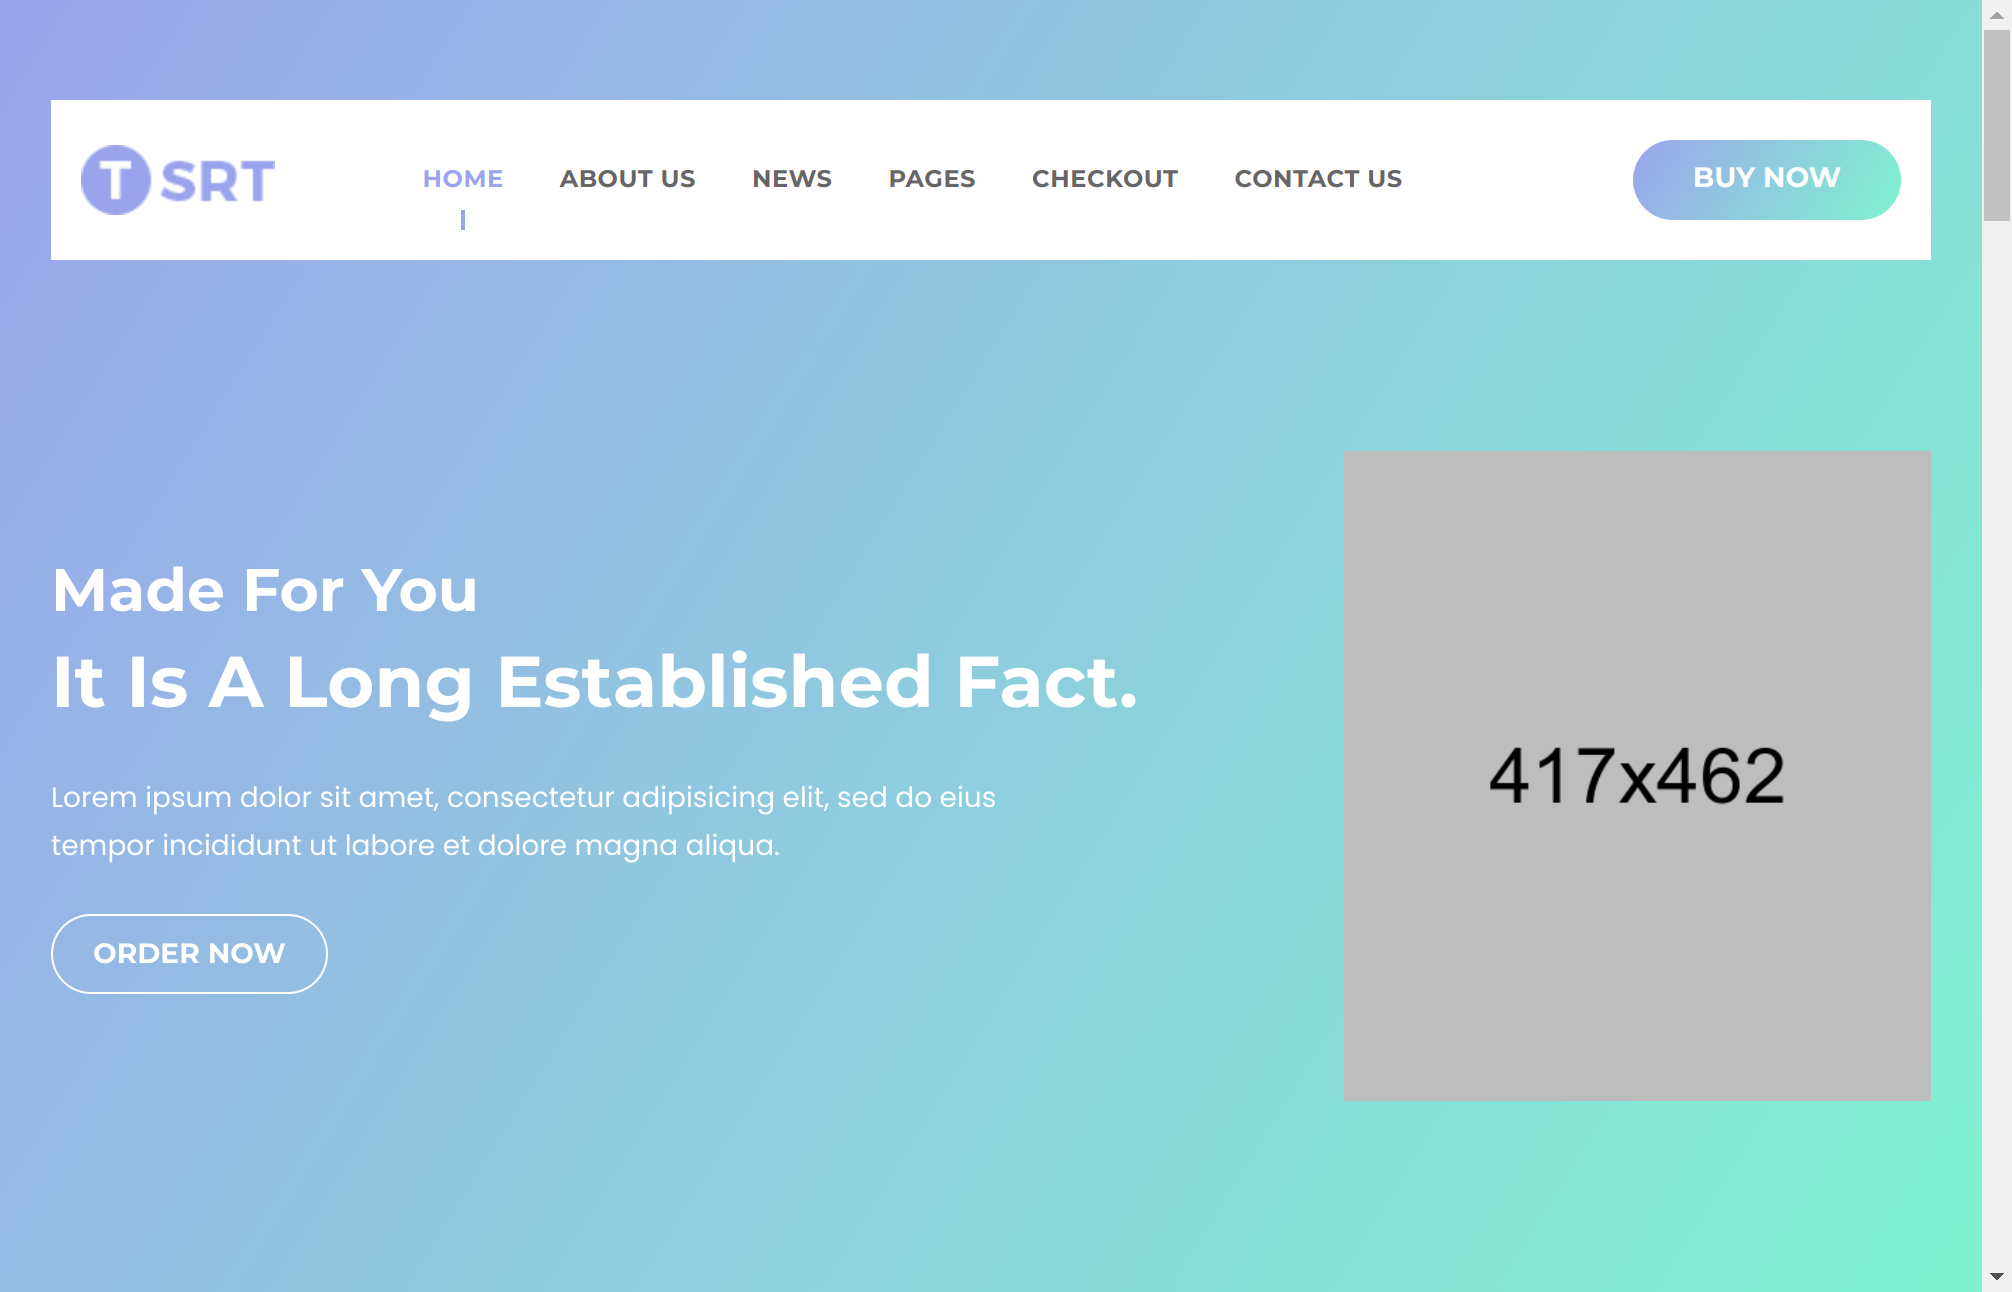 T SRT
HOME ABOUT US NEWS PAGES CHECKOUT CONTACT US
BUY NOW
Made For You
It Is A Long Established Fact.
Lorem ipsum dolor sit amet, consectetur adipisicing elit, sed do eius
tempor incididunt ut labore et dolore magna aliqua.
ORDER NOW
417x462